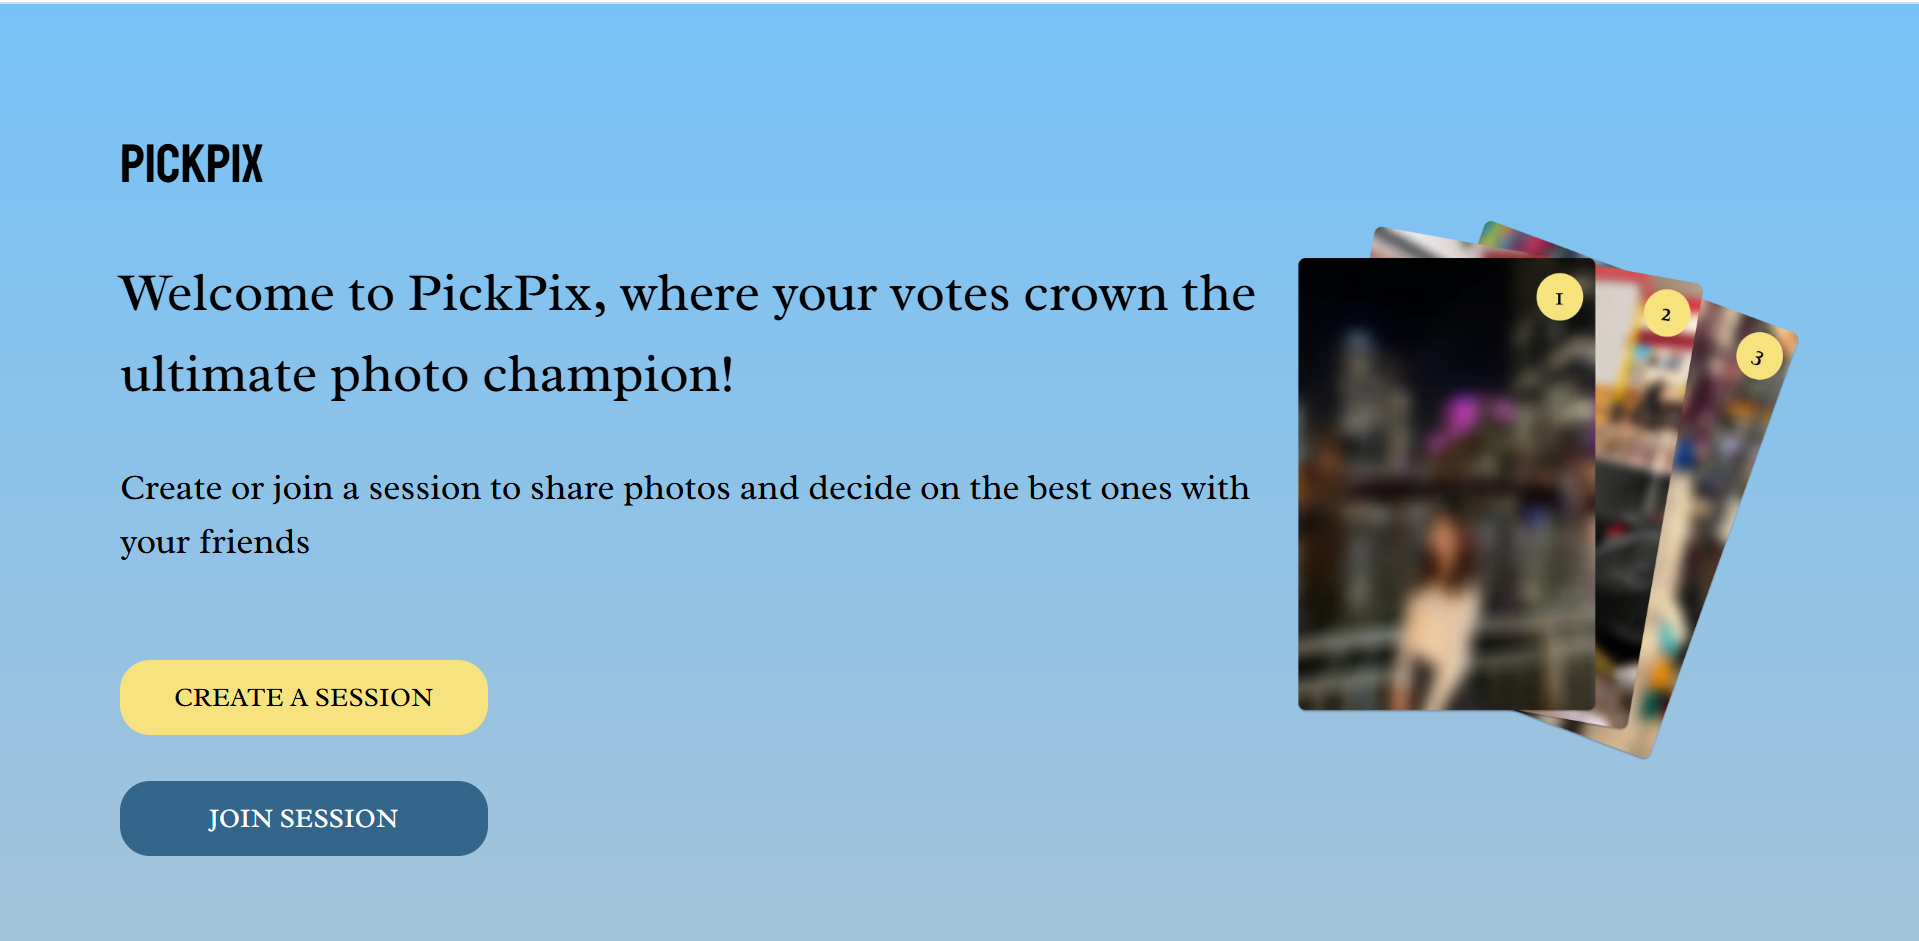 PICKPIX
Welcome to PickPix, where your votes crown the
ultimate photo champion!
Create or join a session to share photos and decide on the best ones with
your friends
CREATE A SESSION
JOIN SESSION
1
2
3